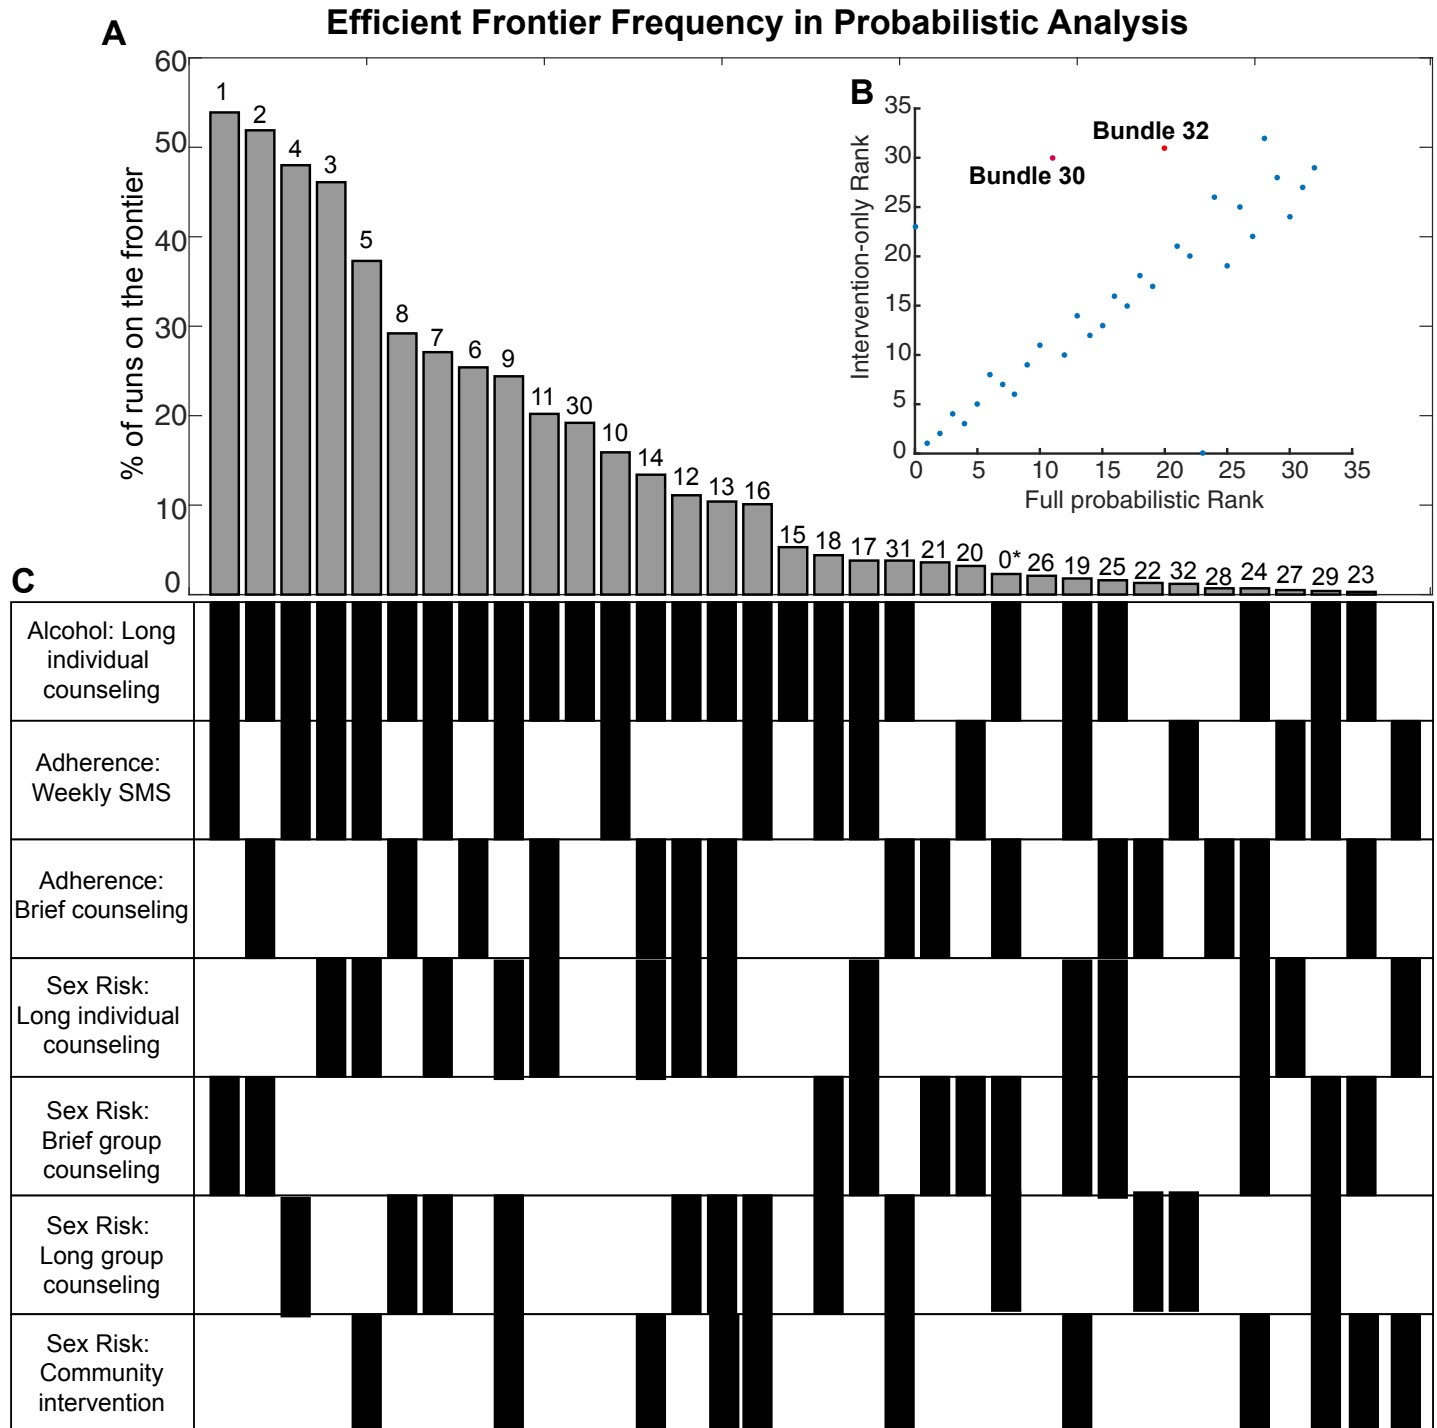 Efficient Frontier Frequency in Probabilistic Analysis
A
% of runs on the frontier
60
50
40
30
20
10
0
1
2
4
3
5
8
7
6
9
11
30
10
14
12
13
16
15
18
17
31
21
20
0*
26
19
25
22
32
28
24
27
29
23
B
Intervention-only Rank
35
30
25
20
15
10
5
0
Bundle 32
Bundle 30
0
5
10
15
20
25
30
35
Full probabilistic Rank
C
Alcohol: Long
individual
counseling
Adherence:
Weekly SMS
Adherence:
Brief counseling
Sex Risk:
Long individual
counseling
Sex Risk:
Brief group
counseling
Sex Risk:
Long group
counseling
Sex Risk:
Community
intervention